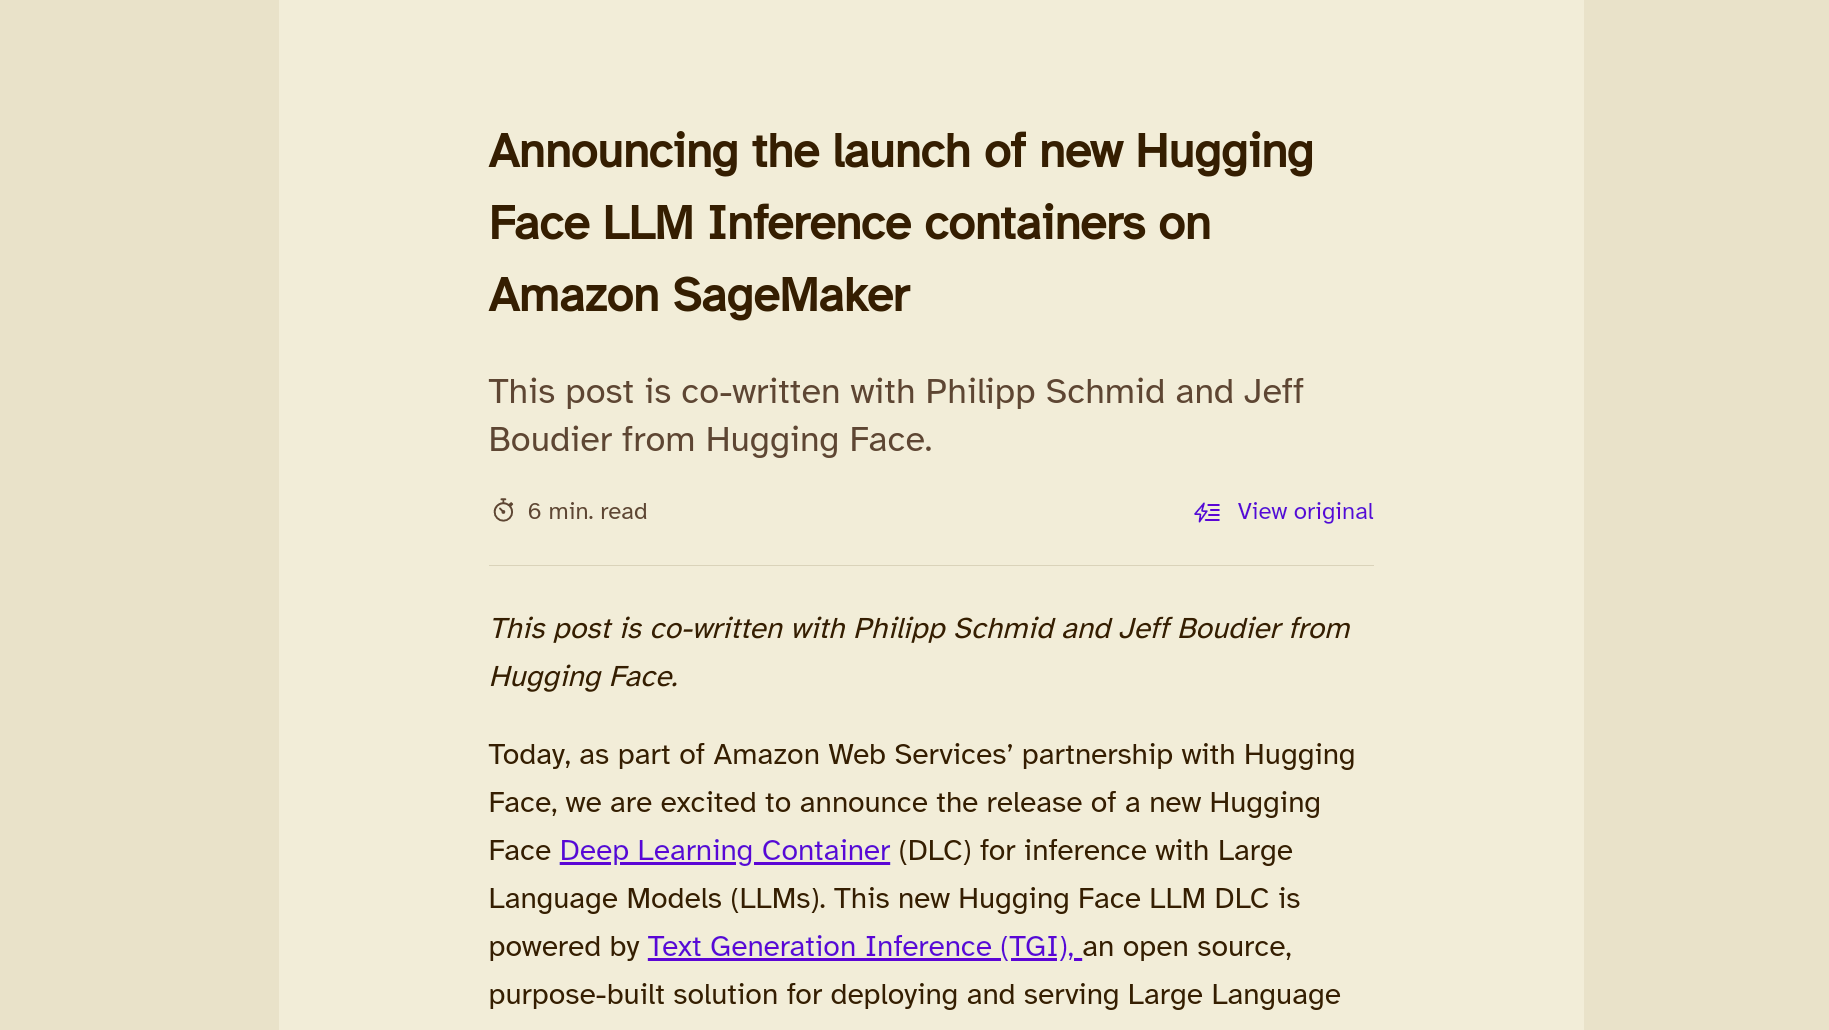 Announcing the launch of new Hugging
Face LLM Inference containers on
Amazon SageMaker
This post is co-written with Philipp Schmid and Jeff
Boudier from Hugging Face.
6 min. read
View original
This post is co-written with Philipp Schmid and Jeff Boudier from
Hugging Face.
Today, as part of Amazon Web Services’ partnership with Hugging
Face, we are excited to announce the release of a new Hugging
Face Deep Learning Container (DLC) for inference with Large
Language Models (LLMs). This new Hugging Face LLM DLC is
powered by Text Generation Inference (TGI), an open source,
purpose-built solution for deploying and serving Large Language